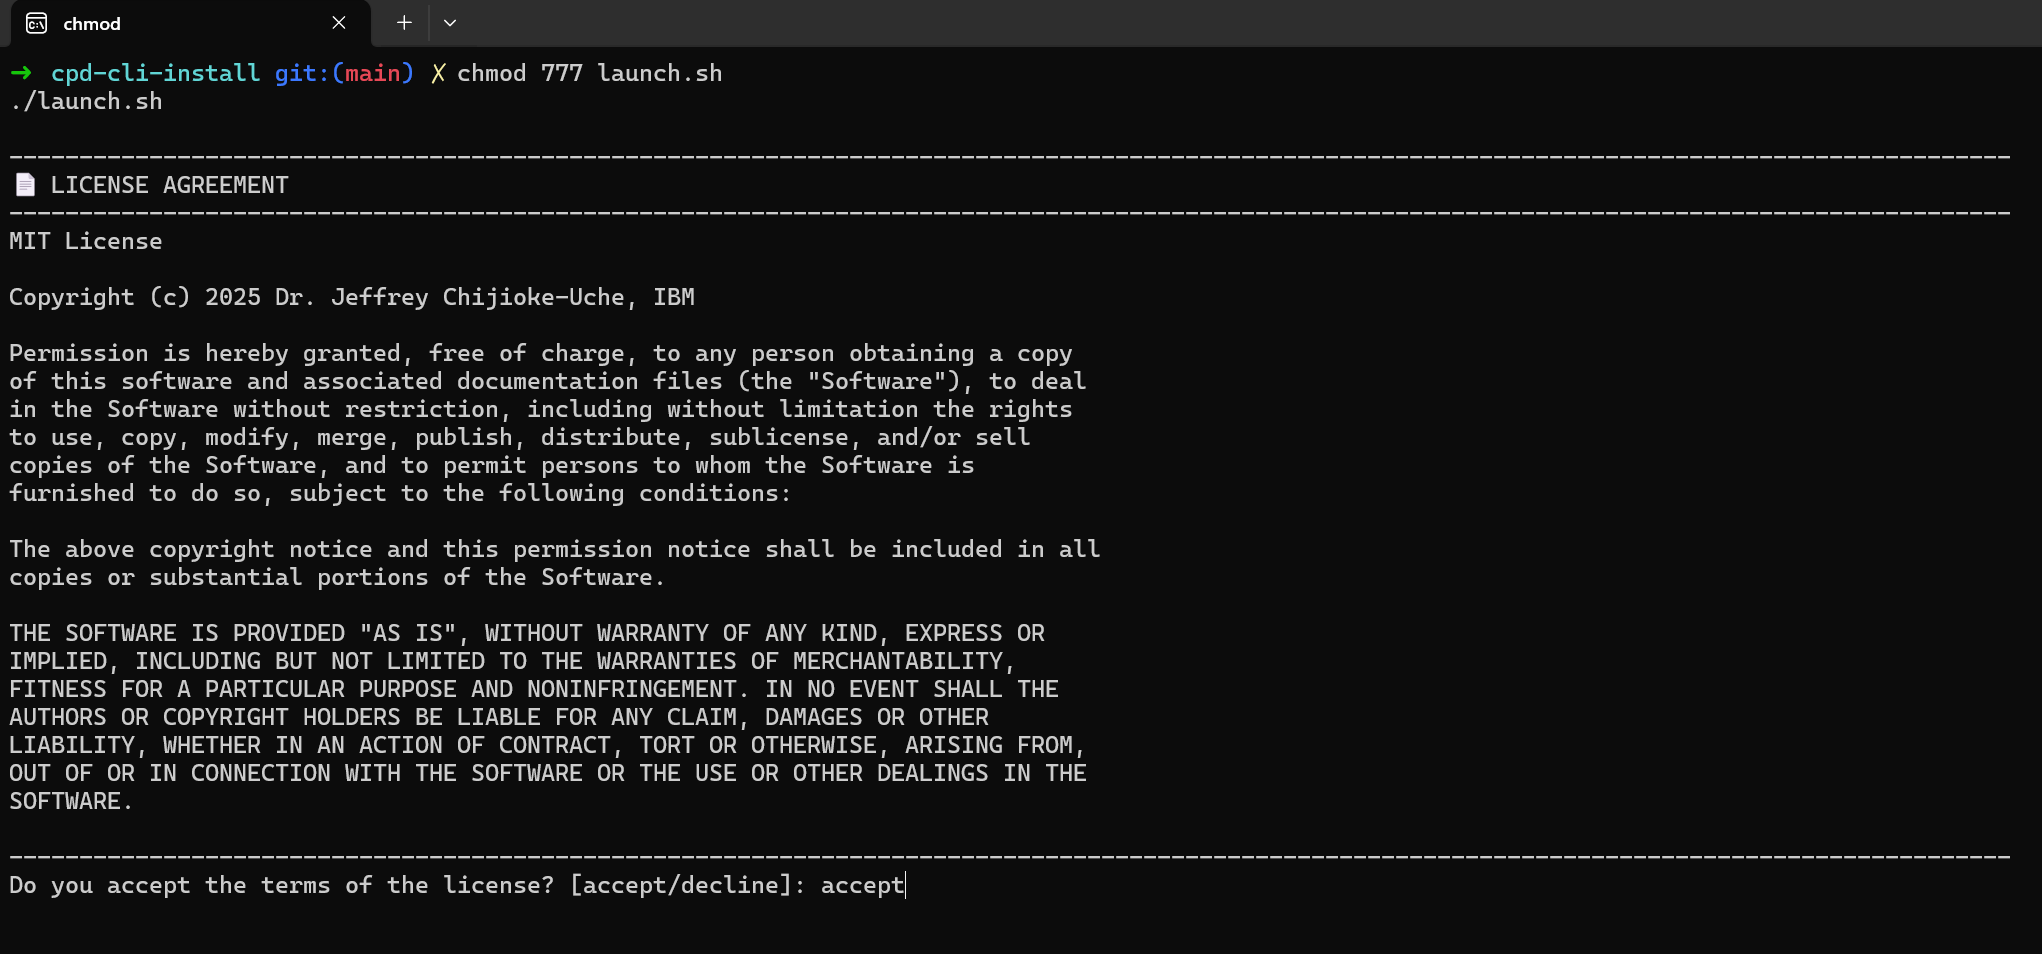 chmod
➜ cpd-cli-install git:(main) ✗ chmod 777 launch.sh
./launch.sh
-----------------------------------------------------------------------------------------------------------------------------------------------
📄 LICENSE AGREEMENT
-----------------------------------------------------------------------------------------------------------------------------------------------
MIT License
Copyright (c) 2025 Dr. Jeffrey Chijioke-Uche, IBM
Permission is hereby granted, free of charge, to any person obtaining a copy
of this software and associated documentation files (the "Software"), to deal
in the Software without restriction, including without limitation the rights
to use, copy, modify, merge, publish, distribute, sublicense, and/or sell
copies of the Software, and to permit persons to whom the Software is
furnished to do so, subject to the following conditions:
The above copyright notice and this permission notice shall be included in all
copies or substantial portions of the Software.
THE SOFTWARE IS PROVIDED "AS IS", WITHOUT WARRANTY OF ANY KIND, EXPRESS OR
IMPLIED, INCLUDING BUT NOT LIMITED TO THE WARRANTIES OF MERCHANTABILITY,
FITNESS FOR A PARTICULAR PURPOSE AND NONINFRINGEMENT. IN NO EVENT SHALL THE
AUTHORS OR COPYRIGHT HOLDERS BE LIABLE FOR ANY CLAIM, DAMAGES OR OTHER
LIABILITY, WHETHER IN AN ACTION OF CONTRACT, TORT OR OTHERWISE, ARISING FROM,
OUT OF OR IN CONNECTION WITH THE SOFTWARE OR THE USE OR OTHER DEALINGS IN THE
SOFTWARE.
-----------------------------------------------------------------------------------------------------------------------------------------------
Do you accept the terms of the license? [accept/decline]: accept